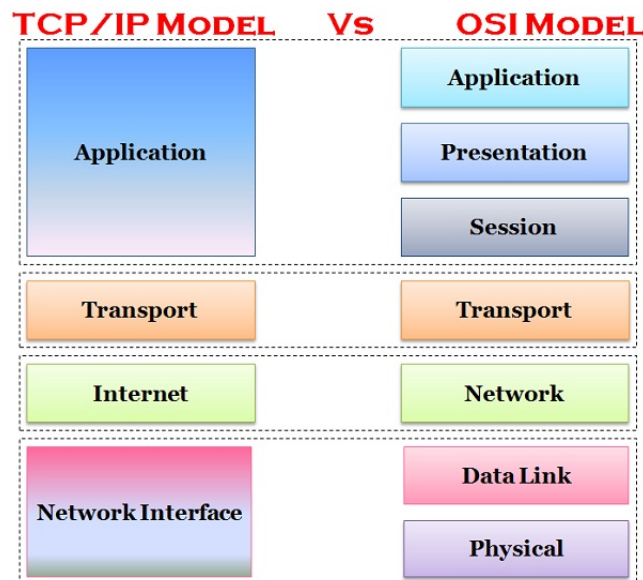 TCP/IP MODEL Vs OSI MODEL
Application
Application
Presentation
Session
Transport Transport
Internet Network
Network Interface
Data Link
Physical